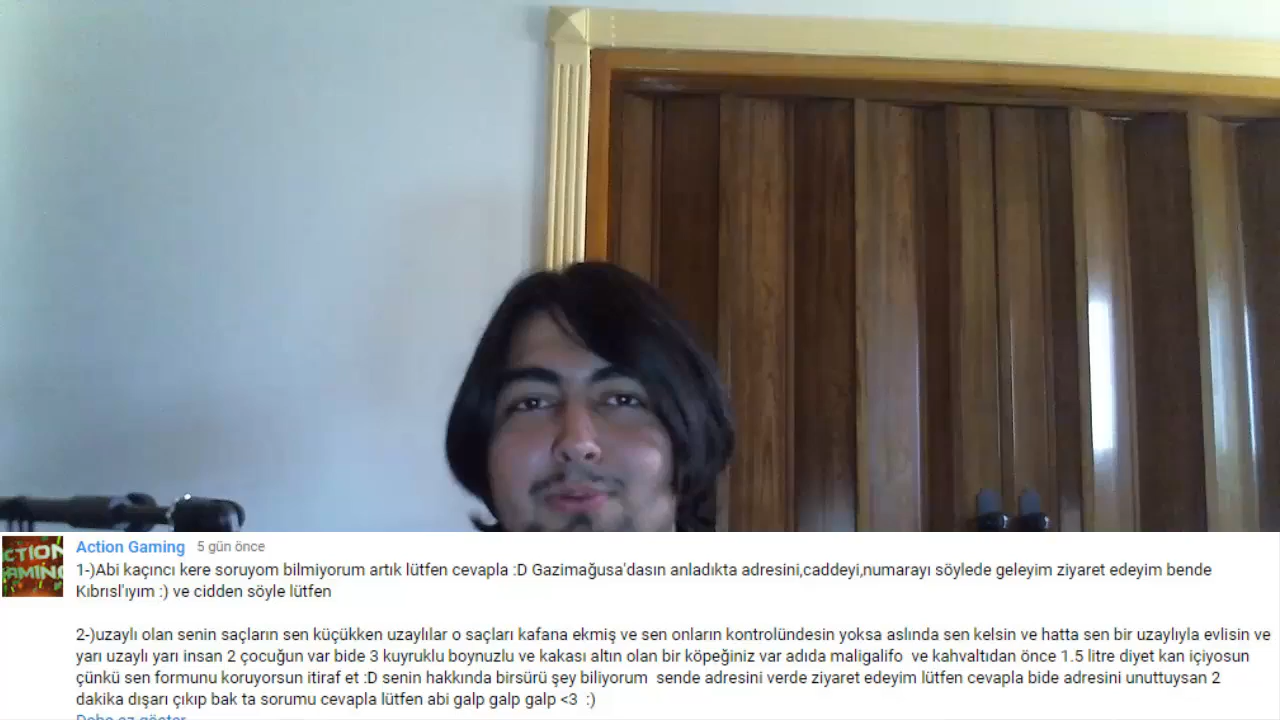 CTION
AMING
Action Gaming 5 gün önce
1-)Abi kaçıncı kere soruyom bilmiyorum artık lütfen cevapla :D Gazimağusa'dasın anladıkta adresini,caddeyi,numarayı söylede geleyim ziyaret edeyim bende
Kıbrısl'ıyım :) ve cidden söyle lütfen
2-)uzaylı olan senin saçların sen küçükken uzaylılar o saçları kafana ekmiş ve sen onların kontrolündesin yoksa aslında sen kelsin ve hatta sen bir uzaylıyla evlisin ve
yarı uzaylı yarı insan 2 çocuğun var bide 3 kuyruklu boynuzlu ve kakası altın olan bir köpeğiniz var adıda maligalifo ve kahvaltıdan önce 1.5 litre diyet kan içiyosun
çünkü sen formunu koruyorsun itiraf et :D senin hakkında birsürü şey biliyorum sende adresini verde ziyaret edeyim lütfen cevapla bide adresini unuttuysan 2
dakika dışarı çıkıp bak ta sorumu cevapla lütfen abi galp galp galp <3 :)
Daha az göster